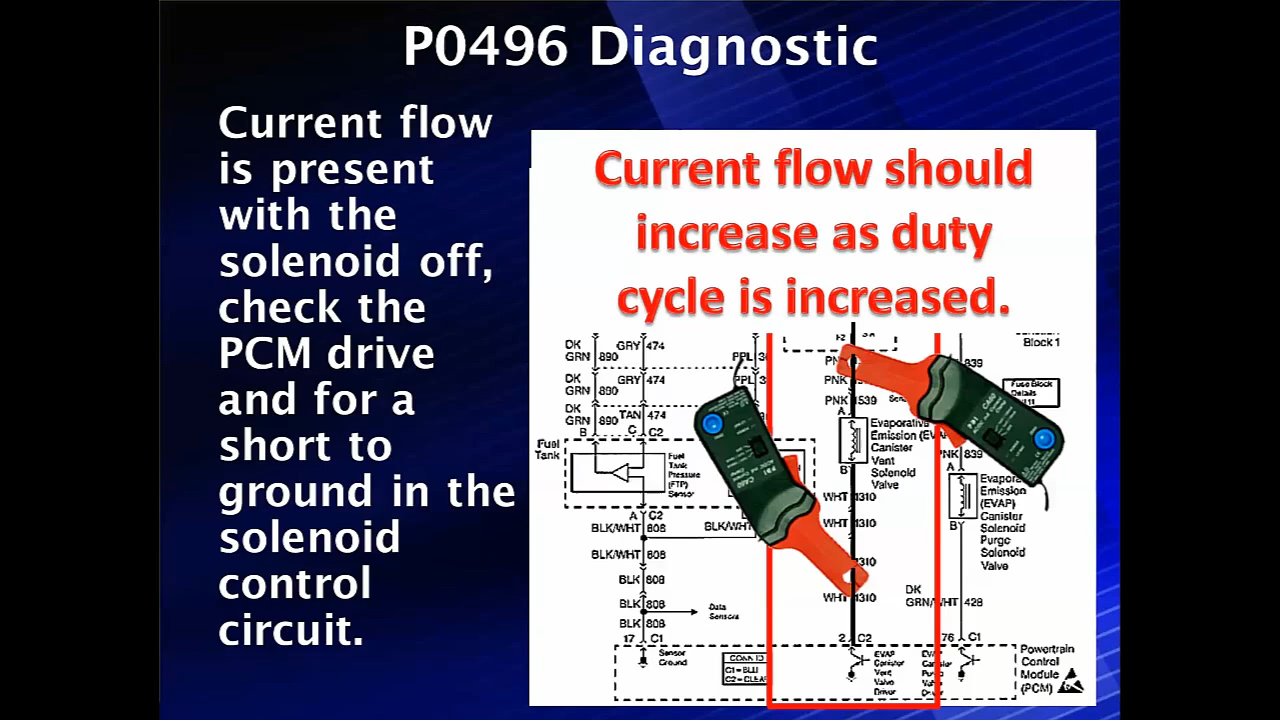 P0496 Diagnostic
Current flow
is present
with the
solenoid off,
check the
PCM drive
and for a
short to
ground in the
solenoid
control
circuit.
Current flow should
increase as duty
cycle is increased.
DK
GRN 890
GRY 474
PPL
Block 1
839
DK
GRN 890
GRY 474
PPL
PNK
DK
GRN 890
TAN 474
PNK 1539
A
B
C C2
Fuse Block
Details
Fuel
Tank
Fuel
Tank
Pressure
(FTP)
Sensor
Evaporative
Emission
Canister
Vent
Solenoid
Valve
B
PNK 839
A
Emission
(EVAP)
Canister
Solenoid
Purge
Solenoid
Valve
B
A C2
BLK/WHT 808
BLK/WHT
WHT 1310
WHT 1310
BLK/WHT 808
1310
BLK 808
WHT 1310
DK
GRN/WHT 428
BLK 808
Data
Sensors
BLK 808
17 C1
2 C2
76 C1
Sensor
Ground
C1=BLU
C2=CLEAR
EVAP
Canister
Vent
Valve
Driver
Powertrain
Control
Module
(PCM)